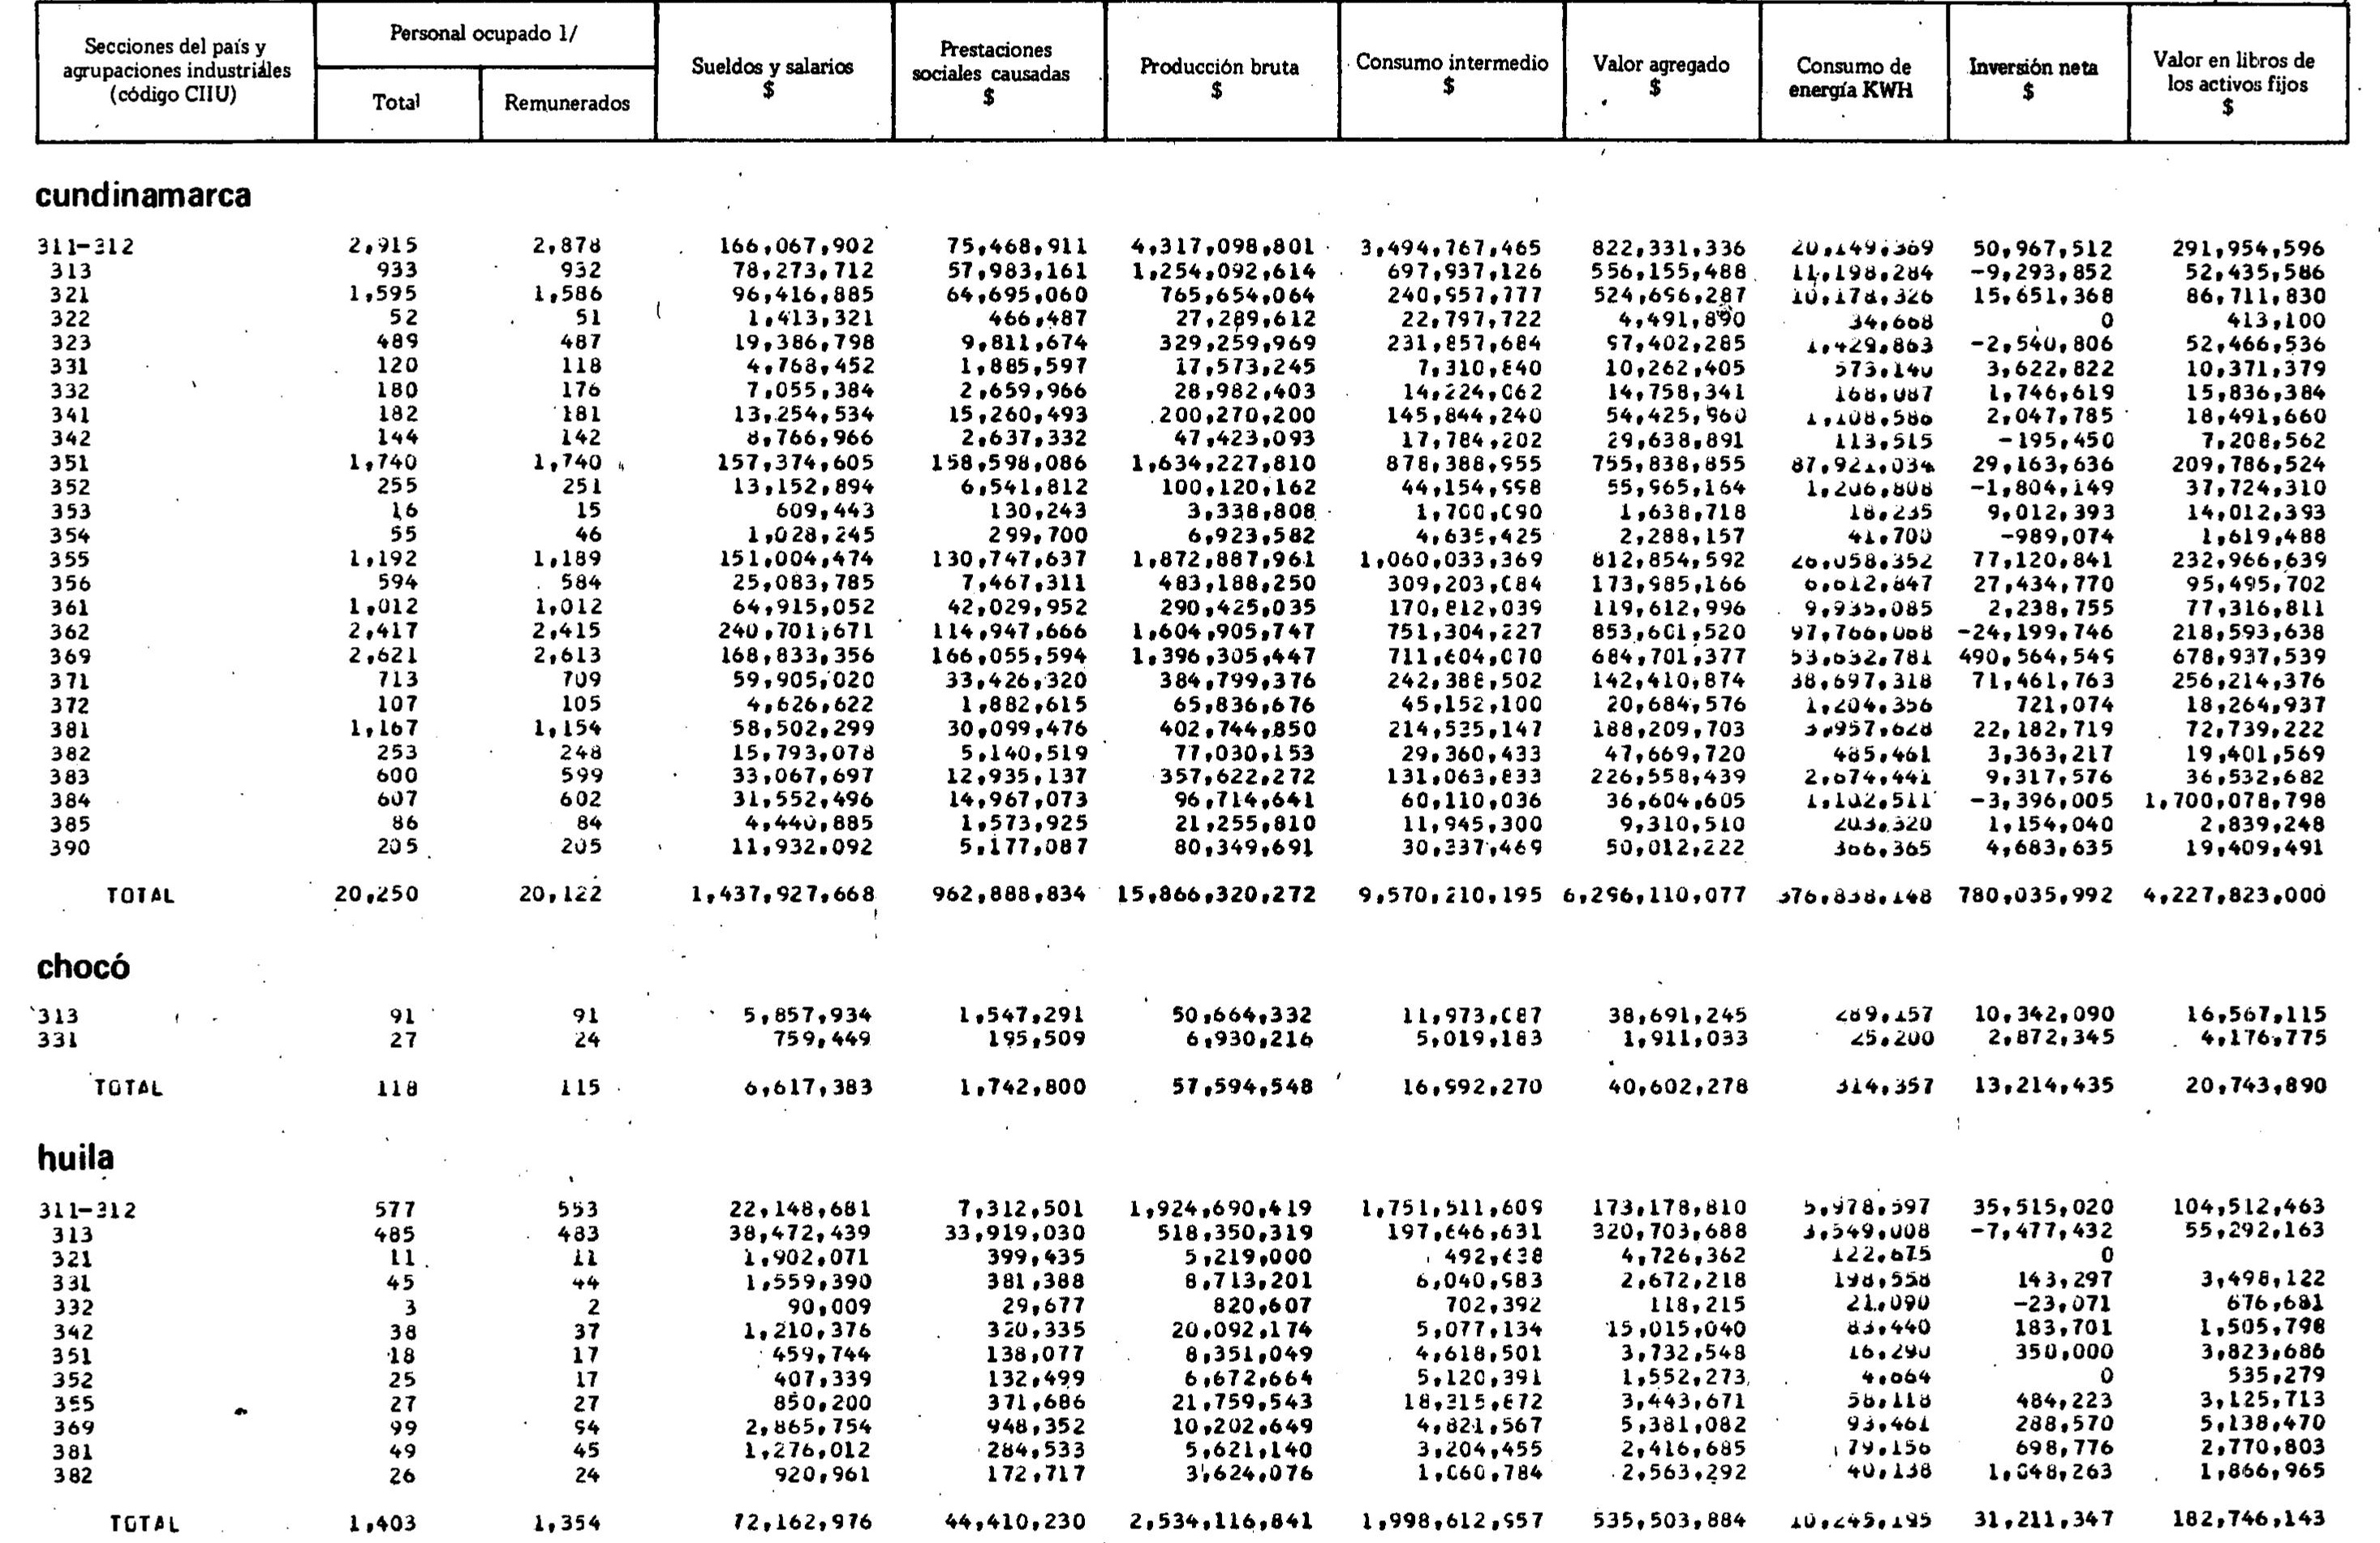 Secciones del país y agrupaciones industriales (código CIIU) | Personal ocupado 1/ Total | Remunerados | Sueldos y salarios $ | Prestaciones sociales causadas $ | Producción bruta $ | Consumo intermedio $ | Valor agregado $ | Consumo de energía KWH | Inversión neta $ | Valor en libros de los activos fijos $
cundinamarca
311-312 2,915 2,878 166,067,902 75,468,911 4,317,098,801 3,494,767,465 822,331,336 20,149,369 50,967,512 291,954,596
313 933 932 78,273,712 57,983,161 1,254,092,614 697,937,126 556,155,488 11,198,284 -9,293,852 52,435,586
321 1,595 1,586 96,416,885 64,695,060 765,654,064 240,957,777 524,696,287 10,178,326 15,651,368 86,711,830
322 52 51 1,413,321 466,487 27,289,612 22,797,722 4,491,890 34,668 0 413,100
323 489 487 19,386,798 9,811,674 329,259,969 231,857,684 97,402,285 1,429,863 -2,540,806 52,466,536
331 120 118 4,768,452 1,885,597 17,573,245 7,310,840 10,262,405 573,140 3,622,822 10,371,379
332 180 176 7,055,384 2,659,966 28,982,403 14,224,062 14,758,341 168,087 1,746,619 15,836,384
341 182 181 13,254,534 15,260,493 200,270,200 145,844,240 54,425,960 1,108,586 2,047,785 18,491,660
342 144 142 8,766,966 2,637,332 47,423,093 17,784,202 29,638,891 113,515 -195,450 7,208,562
351 1,740 1,740 157,374,605 158,598,086 1,634,227,810 878,388,955 755,838,855 87,921,034 29,163,636 209,786,524
352 255 251 13,152,894 6,541,812 100,120,162 44,154,998 55,965,164 1,206,808 -1,804,149 37,724,310
353 16 15 609,443 130,243 3,338,808 1,700,090 1,638,718 18,235 9,012,393 14,012,393
354 55 46 1,028,245 299,700 6,923,582 4,635,425 2,288,157 41,700 -989,074 1,619,488
355 1,192 1,189 151,004,474 130,747,637 1,872,887,961 1,060,033,369 812,854,592 26,058,352 77,120,841 232,966,639
356 594 584 25,083,785 7,467,311 483,188,250 309,203,084 173,985,166 6,612,847 27,434,770 95,495,702
361 1,012 1,012 64,915,052 42,029,952 290,425,035 170,812,039 119,612,996 9,935,085 2,238,755 77,316,811
362 2,417 2,415 240,701,671 114,947,666 1,604,905,747 751,304,227 853,601,520 97,766,068 -24,199,746 218,593,638
369 2,621 2,613 168,833,356 166,055,594 1,396,305,447 711,604,070 684,701,377 53,632,781 490,564,549 678,937,539
371 713 709 59,905,020 33,426,320 384,799,376 242,388,502 142,410,874 38,697,318 71,461,763 256,214,376
372 107 105 4,626,622 1,882,615 65,836,676 45,152,100 20,684,576 1,204,356 721,074 18,264,937
381 1,167 1,154 58,502,299 30,099,476 402,744,850 214,535,147 188,209,703 3,957,628 22,182,719 72,739,222
382 253 248 15,793,078 5,140,519 77,030,153 29,360,433 47,669,720 485,461 3,363,217 19,401,569
383 600 599 33,067,697 12,935,137 357,622,272 131,063,833 226,558,439 2,674,441 9,317,576 36,532,682
384 607 602 31,552,496 14,967,073 96,714,641 60,110,036 36,604,605 1,102,511 -3,396,005 1,700,078,798
385 86 84 4,440,885 1,573,925 21,255,810 11,945,300 9,310,510 203,320 1,154,040 2,839,248
390 205 205 11,932,092 5,177,087 80,349,691 30,337,469 50,012,222 366,365 4,683,635 19,409,491
TOTAL 20,250 20,122 1,437,927,668 962,888,834 15,866,320,272 9,570,210,195 6,296,110,077 376,838,148 780,035,992 4,227,823,000
chocó
313 91 91 5,857,934 1,547,291 50,664,332 11,973,087 38,691,245 289,157 10,342,090 16,567,115
331 27 24 759,449 195,509 6,930,216 5,019,183 1,911,033 25,200 2,872,345 4,176,775
TOTAL 118 115 6,617,383 1,742,800 57,594,548 16,992,270 40,602,278 314,357 13,214,435 20,743,890
huila
311-312 577 553 22,148,681 7,312,501 1,924,690,419 1,751,511,609 173,178,810 5,978,597 35,515,020 104,512,463
313 485 483 38,472,439 33,919,030 518,350,319 197,646,631 320,703,688 3,549,008 -7,477,432 55,292,163
321 11 11 1,902,071 399,435 5,219,000 492,638 4,726,362 122,675 0
331 45 44 1,559,390 381,388 8,713,201 6,040,983 2,672,218 198,558 143,297 3,498,122
332 3 2 90,009 29,677 820,607 702,392 118,215 21,090 -23,071 676,681
342 38 37 1,210,376 320,335 20,092,174 5,077,134 15,015,040 83,440 183,701 1,505,798
351 18 17 459,744 138,077 8,351,049 4,618,501 3,732,548 16,290 350,000 3,823,686
352 25 17 407,339 132,499 6,672,664 5,120,391 1,552,273 4,664 0 535,279
355 27 27 850,200 371,686 21,759,543 18,315,872 3,443,671 58,118 484,223 3,125,713
369 99 94 2,865,754 948,352 10,202,649 4,821,567 5,381,082 93,461 288,570 5,138,470
381 49 45 1,276,012 284,533 5,621,140 3,204,455 2,416,685 79,156 698,776 2,770,803
382 26 24 920,961 172,717 3,624,076 1,060,784 2,563,292 40,138 1,048,263 1,866,965
TOTAL 1,403 1,354 72,162,976 44,410,230 2,534,116,841 1,998,612,957 535,503,884 10,245,195 31,211,347 182,746,143